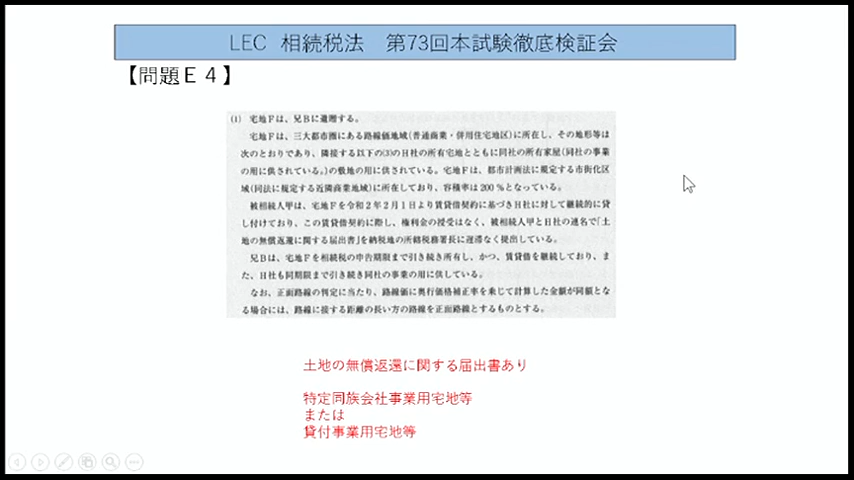 LEC 相続税法 第73回本試験徹底検証会
【問題Ｅ４】
(1) 宅地Ｆは、兄Ｂに遺贈する。
宅地Ｆは、三大都市圏にある路線価地域(普通商業・併用住宅地区)に所在し、その地形等は
次のとおりであり、隣接する以下の(3)の日社の所有宅地とともに同社の所有家屋(同社の事業
の用に供されている。)の敷地の用に供されている。宅地Ｆは、都市計画法に規定する市街化区
域(同法に規定する近隣商業地域)に所在しており、容積率は200％となっている。
被相続人甲は、宅地Ｆを令和２年２月１日より賃貸借契約に基づき日社に対して継続的に貸
し付けており、この賃貸借契約に際し、権利金の授受はなく、被相続人甲と日社の連名で「土
地の無償返還に関する届出書」を納税地の所轄税務署長に遅滞なく提出している。
兄Ｂは、宅地Ｆを相続税の申告期限まで引き続き所有し、かつ、賃貸借を継続しており、ま
た、日社も同期限まで引き続き同社の事業の用に供している。
なお、正面路線の判定に当たり、路線価に奥行価格補正率を乗じて計算した金額が同額とな
る場合には、路線に接する距離の長い方の路線を正面路線とするものとする。
土地の無償返還に関する届出書あり
特定同族会社事業用宅地等
または
貸付事業用宅地等